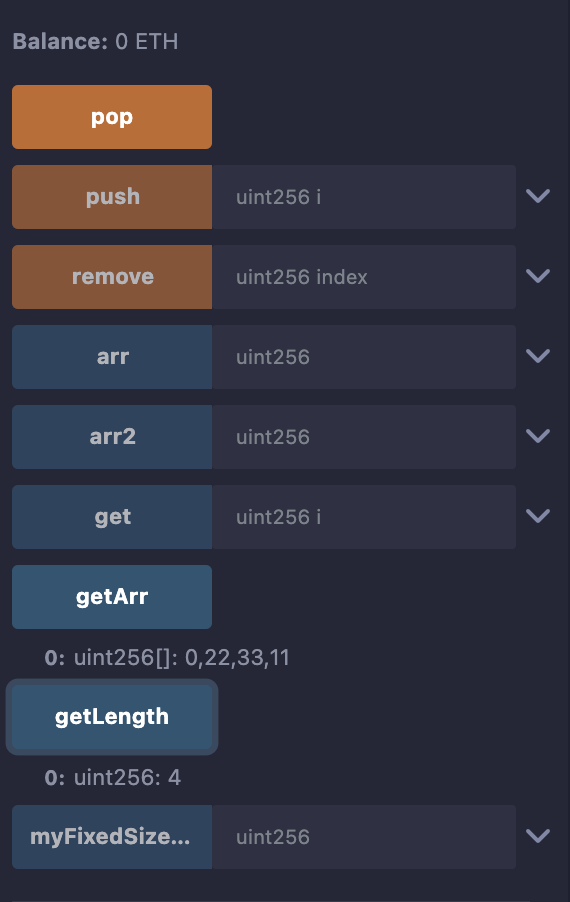 Balance: 0 ETH
pop
push uint256 i
remove uint256 index
arr uint256
arr2 uint256
get uint256 i
getArr
0: uint256[]: 0,22,33,11
getLength
0: uint256: 4
myFixedSize... uint256